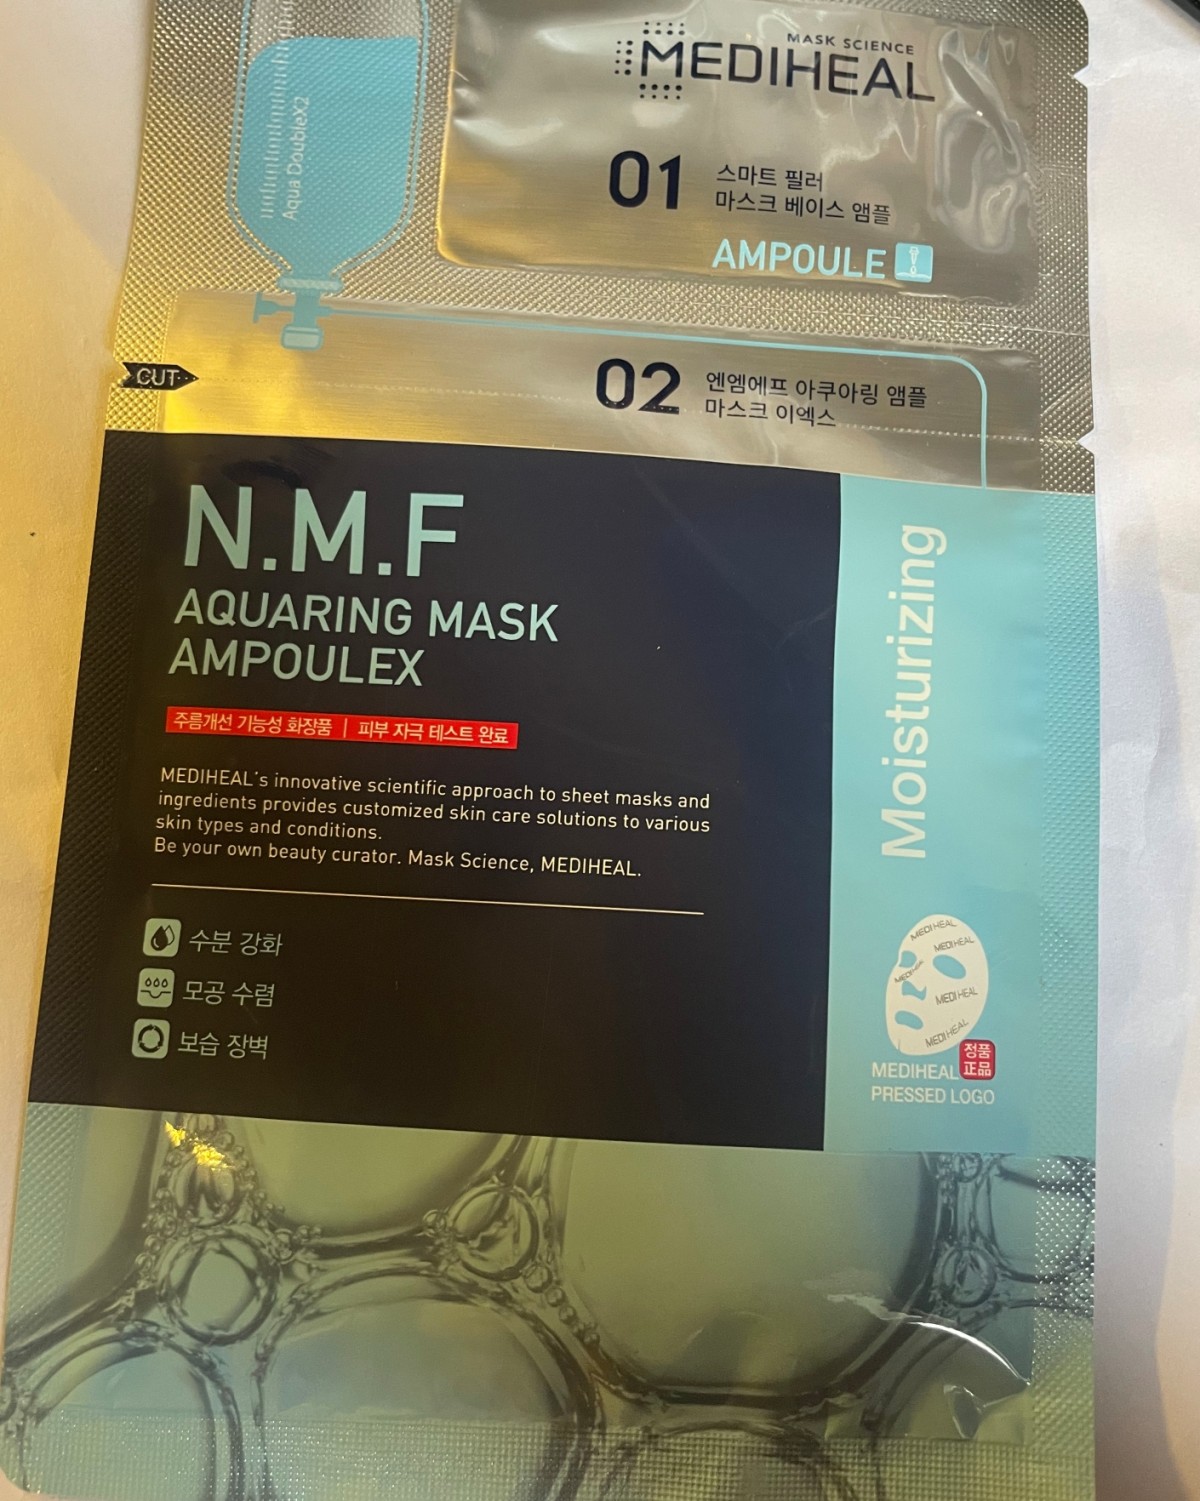 MASK SCIENCE
MEDIHEAL
Aqua DoubleX2
01
스마트 필러
마스크 베이스 앰플
AMPOULE
CUT
02
엔엠에프 아쿠아링 앰플
마스크 이엑스
N.M.F
AQUARING MASK
AMPOULEX
주름개선 기능성 화장품 | 피부 자극 테스트 완료
MEDIHEAL's innovative scientific approach to sheet masks and
ingredients provides customized skin care solutions to various
skin types and conditions.
Be your own beauty curator. Mask Science, MEDIHEAL.
수분 강화
모공 수렴
보습 장벽
Moisturizing
MEDIHEAL
MEDIHEAL
MEDIHEAL
MEDIHEAL
MEDIHEAL
정품
正品
MEDIHEAL
PRESSED LOGO